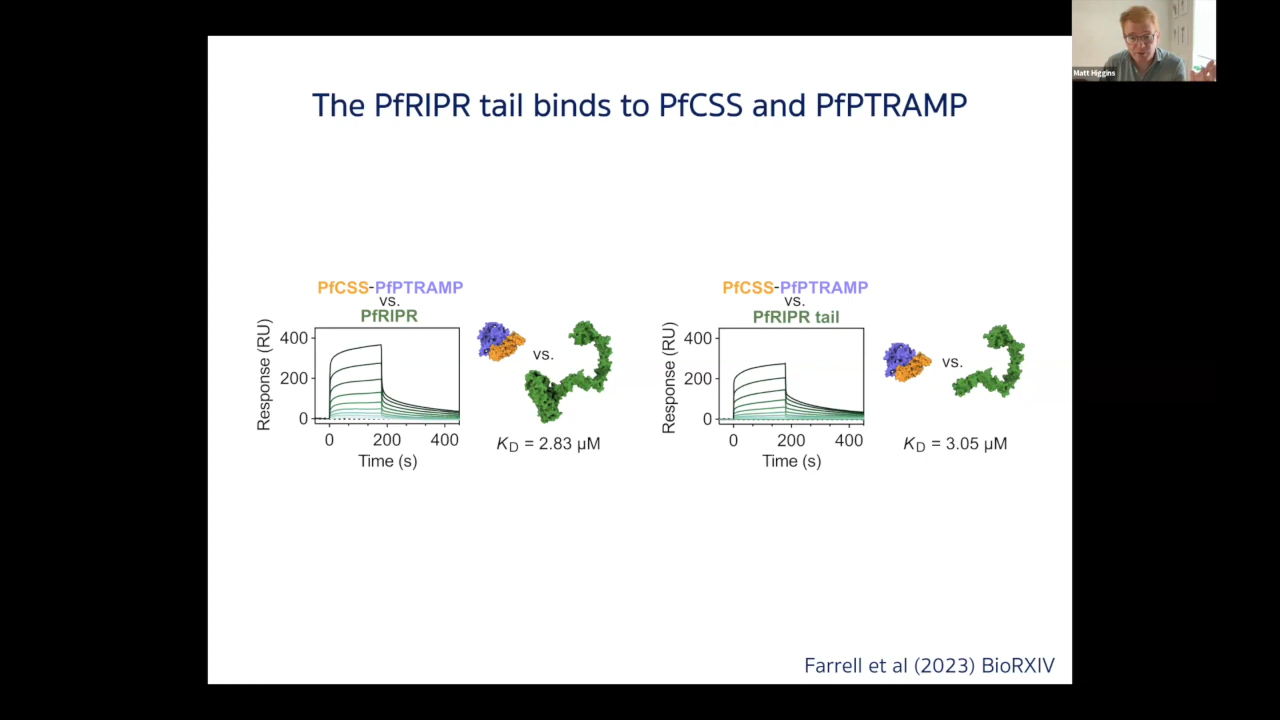 Matt Higgins
The PfRIPR tail binds to PfCSS and PfPTRAMP
PfCSS-PfPTRAMP
vs.
PfRIPR
Response (RU)
400
200
0
0 200 400
Time (s)
vs.
KD = 2.83 µM
PfCSS-PfPTRAMP
vs.
PfRIPR tail
Response (RU)
400
200
0
0 200 400
Time (s)
vs.
KD = 3.05 µM
Farrell et al (2023) BioRXIV